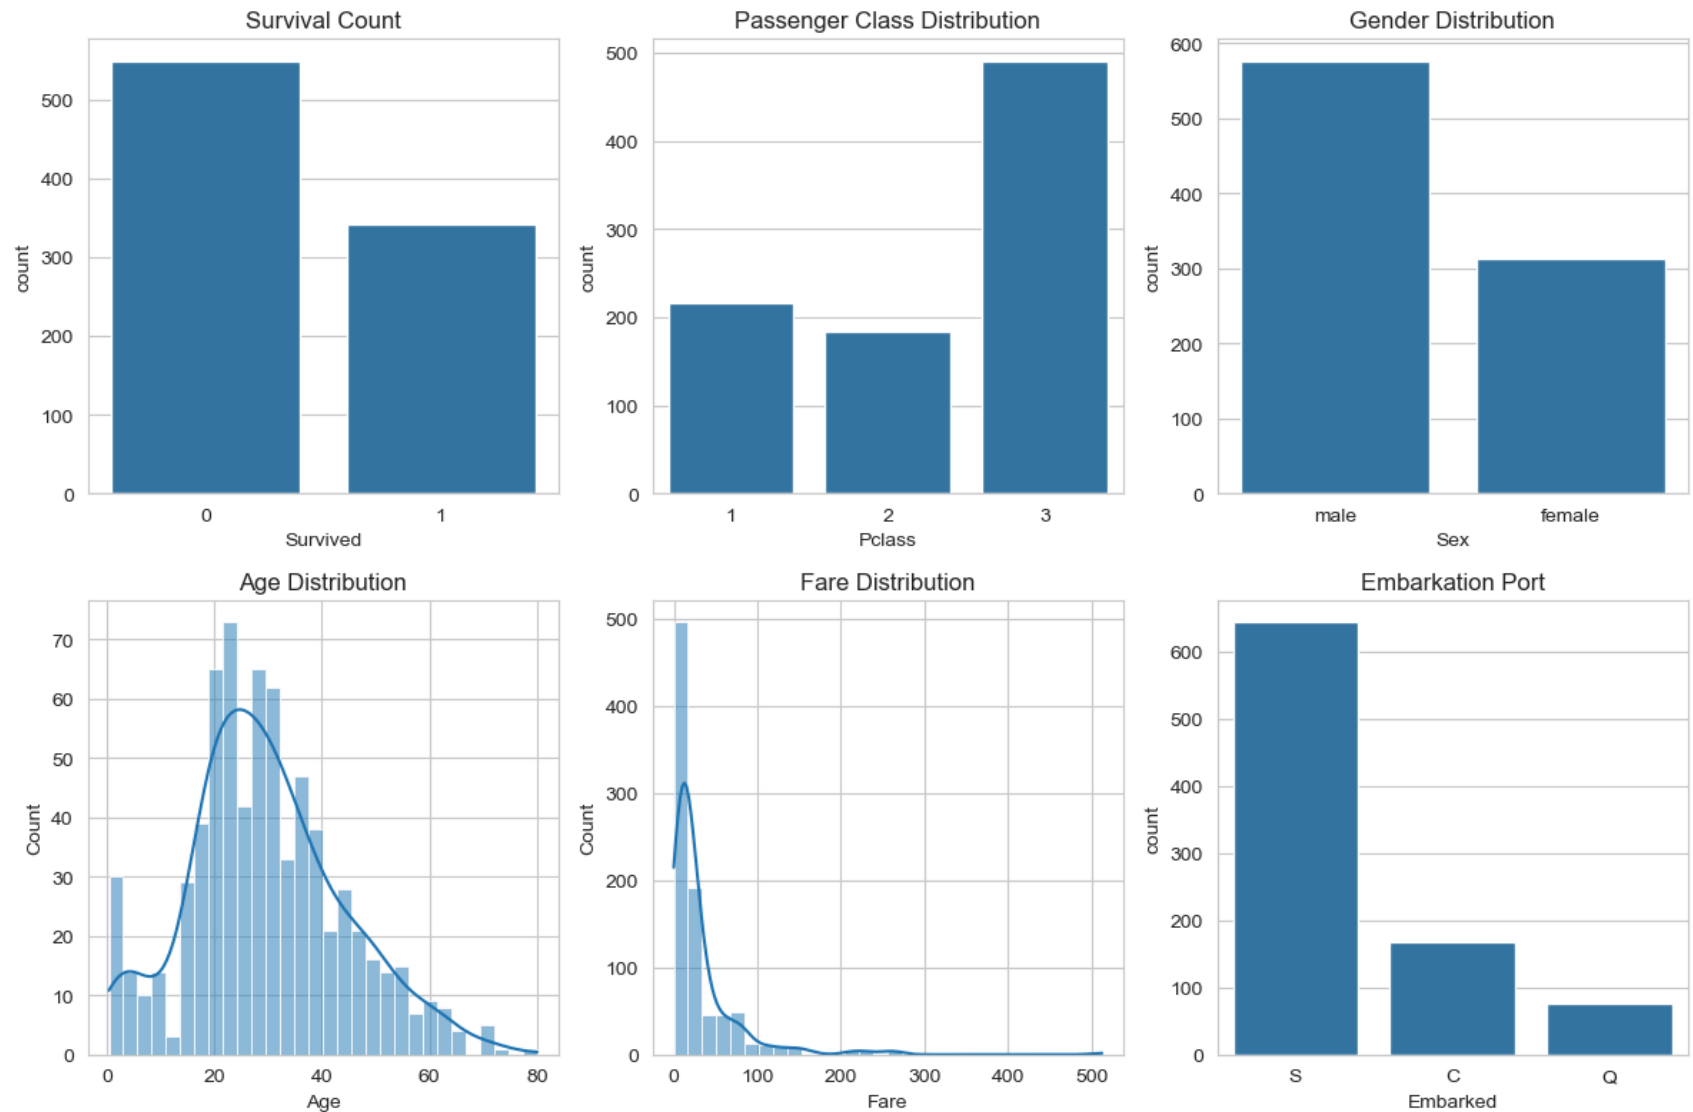 Survival Count
500
400
300
200
100
0
count
0 1
Survived
Passenger Class Distribution
500
400
300
200
100
0
count
1 2 3
Pclass
Gender Distribution
600
500
400
300
200
100
0
count
male female
Sex
Age Distribution
70
60
50
40
30
20
10
0
Count
0 20 40 60 80
Age
Fare Distribution
500
400
300
200
100
0
Count
0 100 200 300 400 500
Fare
Embarkation Port
600
500
400
300
200
100
0
count
S C Q
Embarked